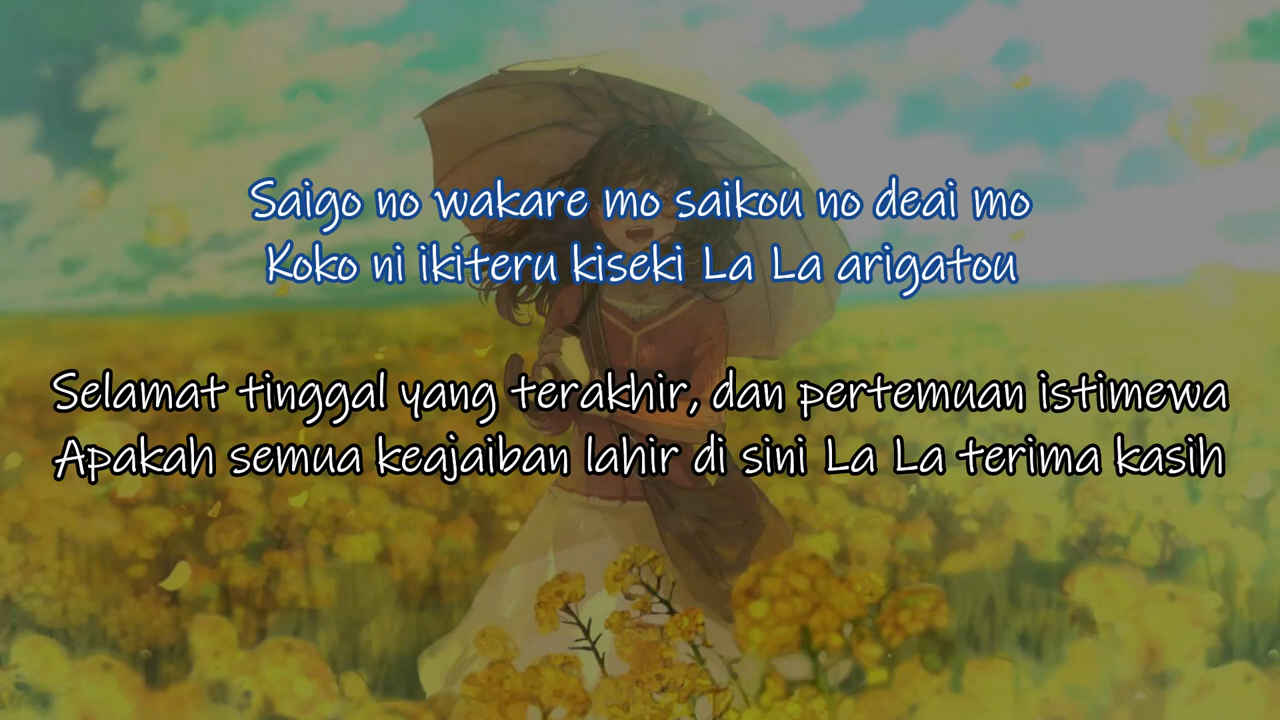 Saigo no wakare mo saikou no deai mo
Koko ni ikiteru kiseki La La arigatou
Selamat tinggal yang terakhir, dan pertemuan istimewa
Apakah semua keajaiban lahir di sini La La terima kasih